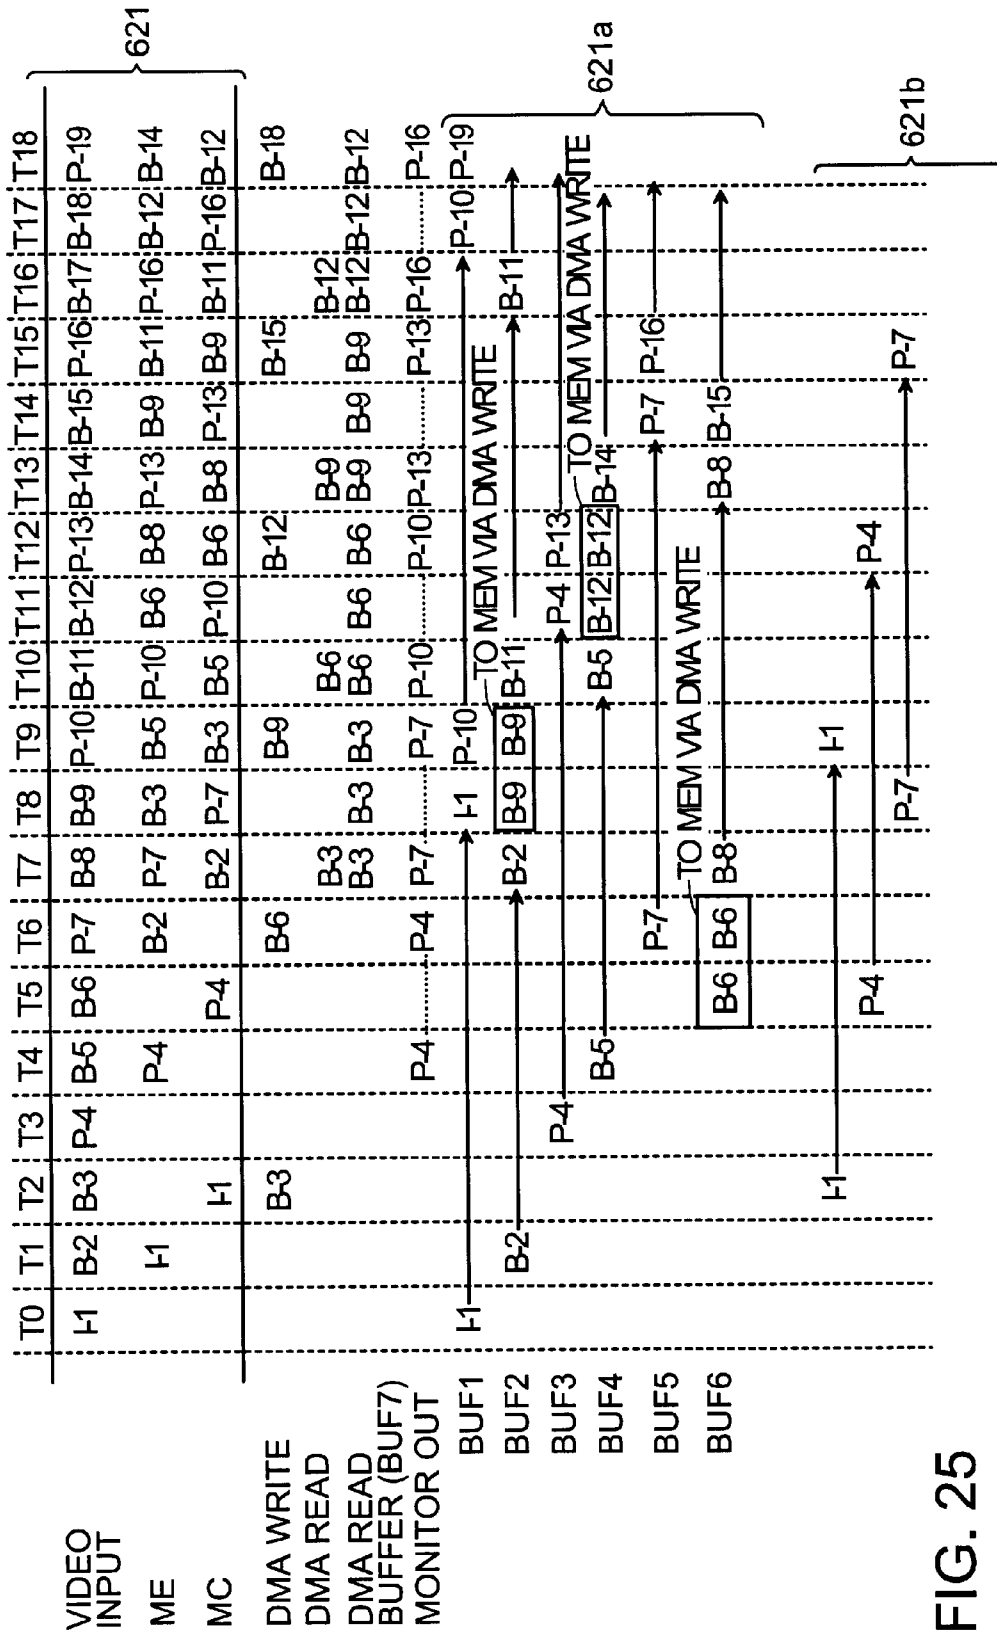 T0 T1 T2 T3 T4 T5 T6 T7 T8 T9 T10 T11 T12 T13 T14 T15 T16 T17 T18
VIDEO INPUT I-1 B-2 B-3 P-4 B-5 B-6 P-7 B-8 B-9 P-10 B-11 B-12 P-13 B-14 B-15 P-16 B-17 B-18 P-19
621
ME I-1 P-4 B-2 P-7 B-3 B-5 P-10 B-6 B-8 P-13 B-9 B-11 P-16 B-12 B-14
MC I-1 P-4 B-2 P-7 B-3 B-5 P-10 B-6 B-8 P-13 B-9 B-11 P-16 B-12
DMA WRITE B-3 B-6 B-9 B-12 B-15 B-18
DMA READ B-3 B-6 B-9 B-12
DMA READ
BUFFER (BUF7) B-3 B-3 B-3 B-6 B-6 B-6 B-9 B-9 B-9 B-12 B-12 B-12
MONITOR OUT P-4 P-4 P-7 P-7 P-10 P-10 P-13 P-13 P-16 P-16
BUF1 I-1 I-1 P-10 P-10 P-19
TO MEM VIA DMA WRITE
BUF2 B-2 B-2 B-9 B-9 B-11 B-11
BUF3 P-4 P-4 P-13
TO MEM VIA DMA WRITE
621a
BUF4 B-5 B-5 B-12 B-12 B-14
BUF5 P-7 P-7 P-16
TO MEM VIA DMA WRITE
BUF6 B-6 B-6 B-8 B-8 B-15
I-1 I-1
P-4 P-4
P-7 P-7
621b
FIG. 25